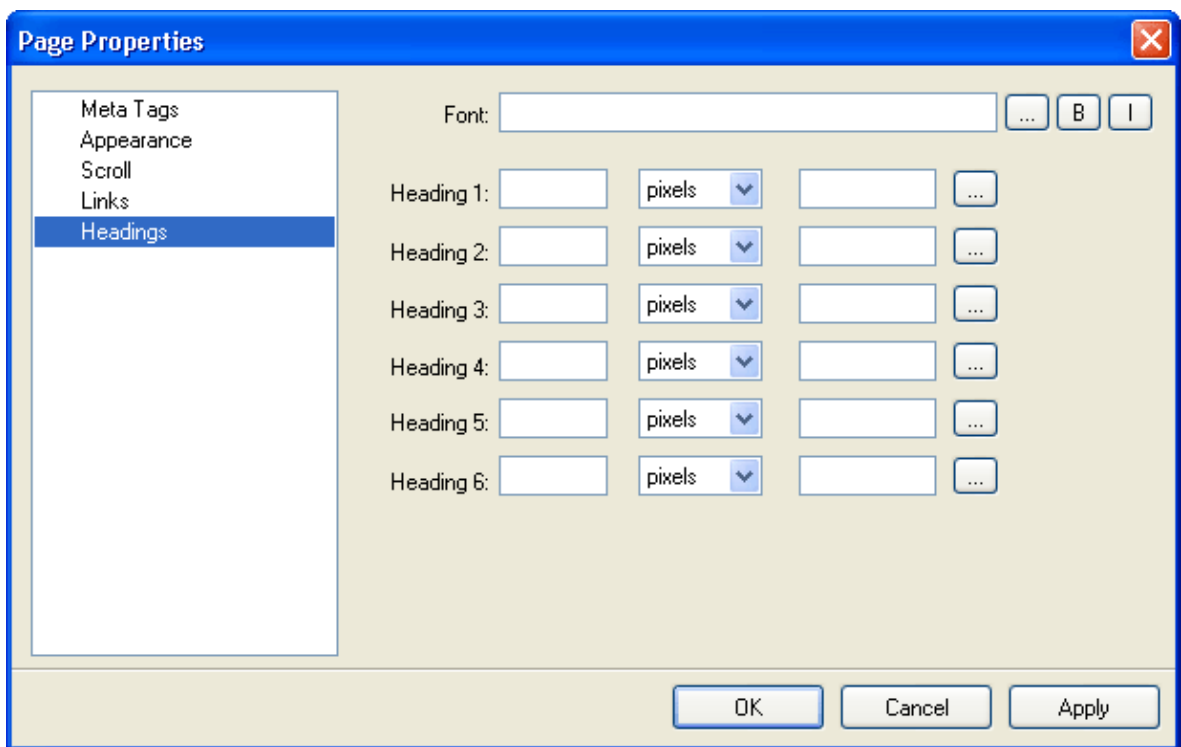 Page Properties
Meta Tags
Appearance
Scroll
Links
Headings
Font: ... B I
Heading 1: pixels ...
Heading 2: pixels ...
Heading 3: pixels ...
Heading 4: pixels ...
Heading 5: pixels ...
Heading 6: pixels ...
OK Cancel Apply